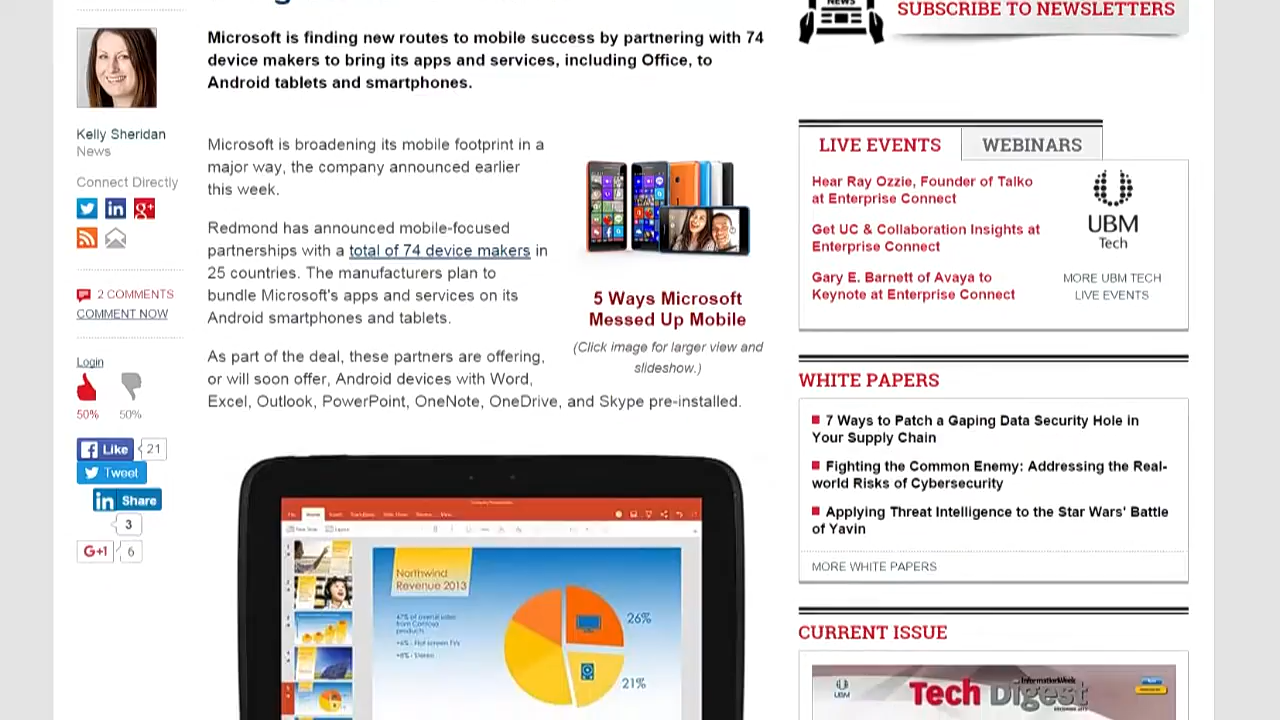 NEWS
SUBSCRIBE TO NEWSLETTERS
Microsoft is finding new routes to mobile success by partnering with 74
device makers to bring its apps and services, including Office, to
Android tablets and smartphones.
Kelly Sheridan
News
Connect Directly
2 COMMENTS
COMMENT NOW
Login
50% 50%
Like 21
Tweet
Share
3
G+1 6
Microsoft is broadening its mobile footprint in a
major way, the company announced earlier
this week.
Redmond has announced mobile-focused
partnerships with a total of 74 device makers in
25 countries. The manufacturers plan to
bundle Microsoft's apps and services on its
Android smartphones and tablets.
As part of the deal, these partners are offering,
or will soon offer, Android devices with Word,
Excel, Outlook, PowerPoint, OneNote, OneDrive, and Skype pre-installed.
5 Ways Microsoft
Messed Up Mobile
(Click image for larger view and
slideshow.)
Northwind
Revenue 2013
26%
21%
LIVE EVENTS WEBINARS
Hear Ray Ozzie, Founder of Talko
at Enterprise Connect
Get UC & Collaboration Insights at
Enterprise Connect
Gary E. Barnett of Avaya to
Keynote at Enterprise Connect
UBM
Tech
MORE UBM TECH
LIVE EVENTS
WHITE PAPERS
7 Ways to Patch a Gaping Data Security Hole in
Your Supply Chain
Fighting the Common Enemy: Addressing the Real-
world Risks of Cybersecurity
Applying Threat Intelligence to the Star Wars' Battle
of Yavin
MORE WHITE PAPERS
CURRENT ISSUE
UBM
InformationWeek
Tech Digest